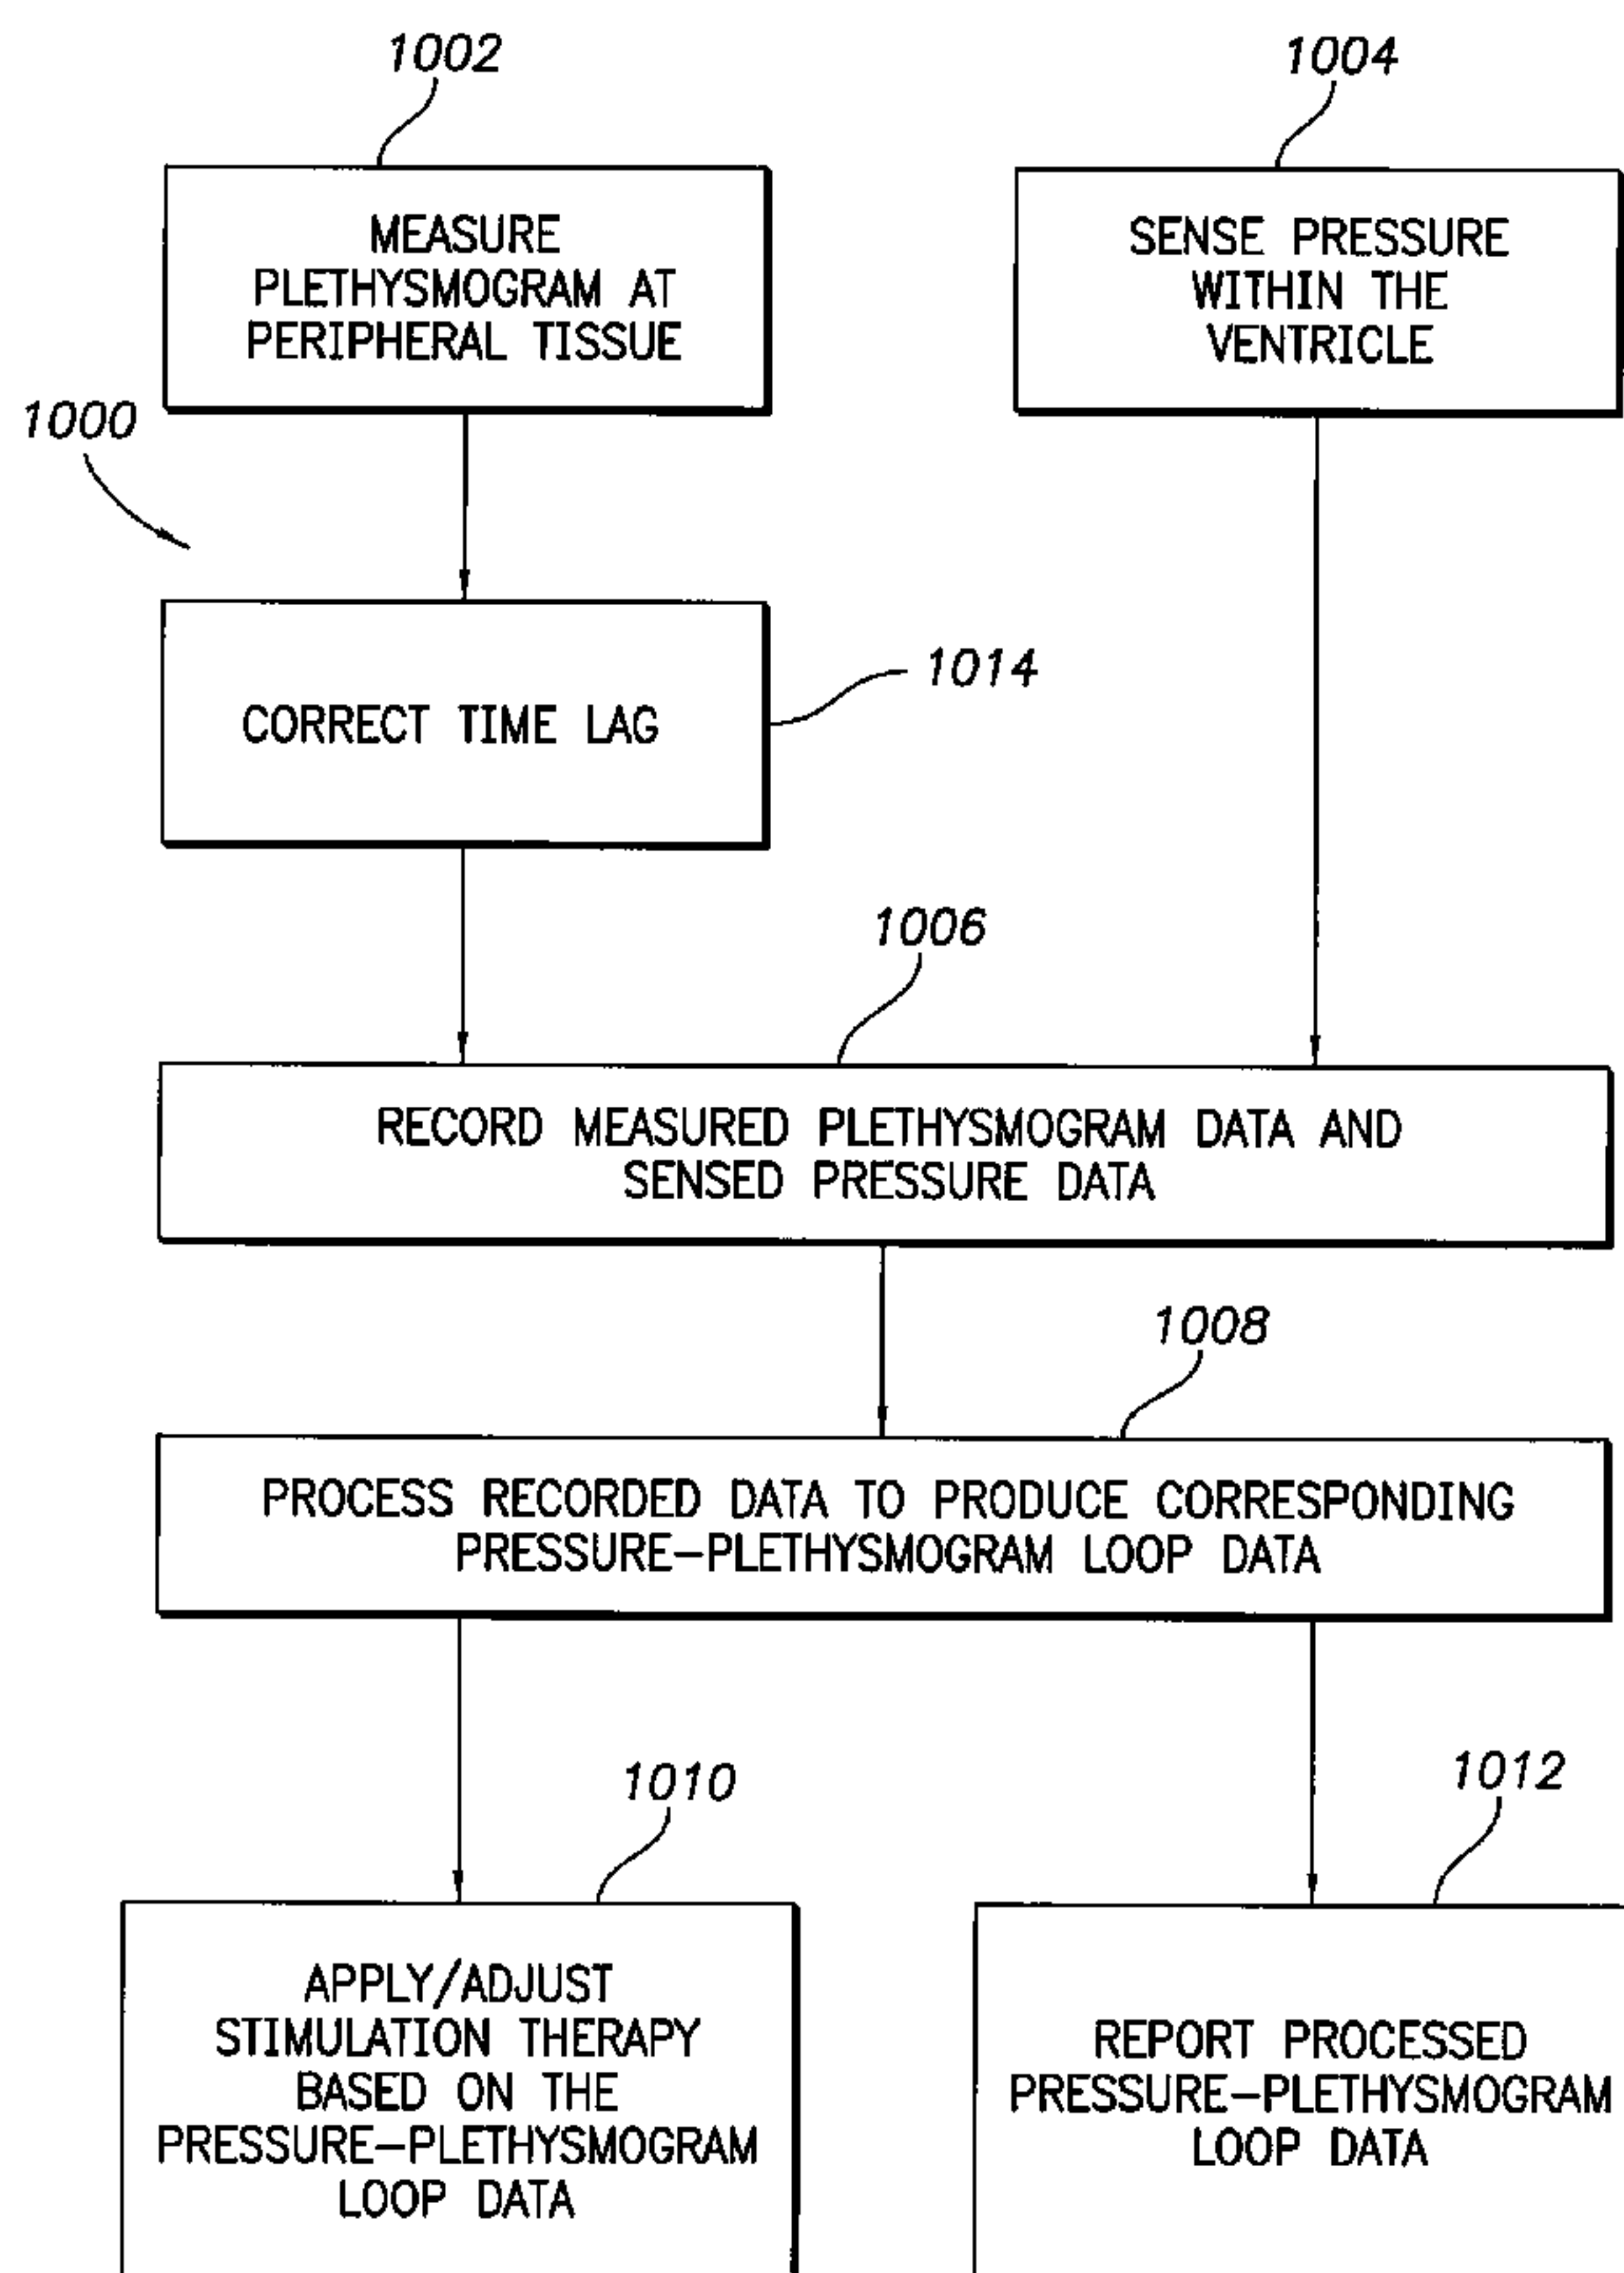 1002
1004
MEASURE
PLETHYSMOGRAM AT
PERIPHERAL TISSUE
SENSE PRESSURE
WITHIN THE
VENTRICLE
1000
CORRECT TIME LAG
1014
1006
RECORD MEASURED PLETHYSMOGRAM DATA AND
SENSED PRESSURE DATA
1008
PROCESS RECORDED DATA TO PRODUCE CORRESPONDING
PRESSURE-PLETHYSMOGRAM LOOP DATA
1010
1012
APPLY/ADJUST
STIMULATION THERAPY
BASED ON THE
PRESSURE-PLETHYSMOGRAM
LOOP DATA
REPORT PROCESSED
PRESSURE-PLETHYSMOGRAM
LOOP DATA